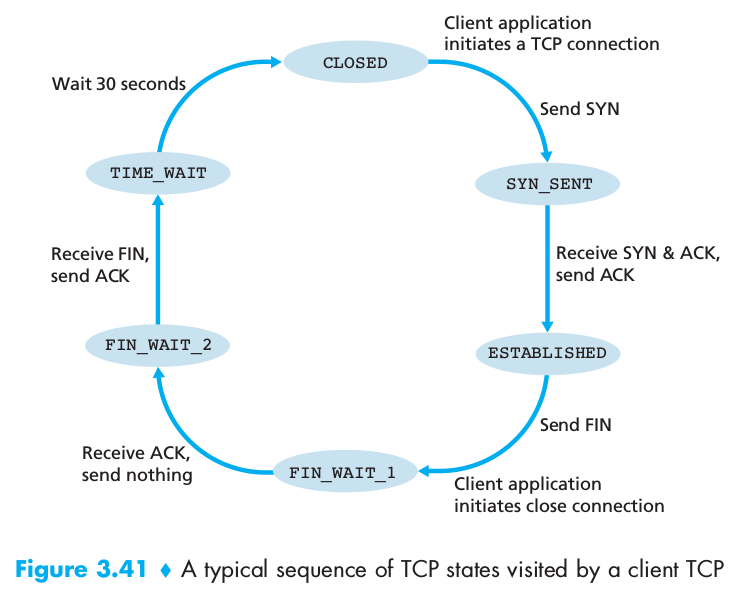 Client application
initiates a TCP connection
CLOSED
Wait 30 seconds
Send SYN
TIME_WAIT
SYN_SENT
Receive FIN,
send ACK
Receive SYN & ACK,
send ACK
FIN_WAIT_2
ESTABLISHED
Send FIN
Receive ACK,
send nothing
FIN_WAIT_1
Client application
initiates close connection
Figure 3.41 ♦ A typical sequence of TCP states visited by a client TCP